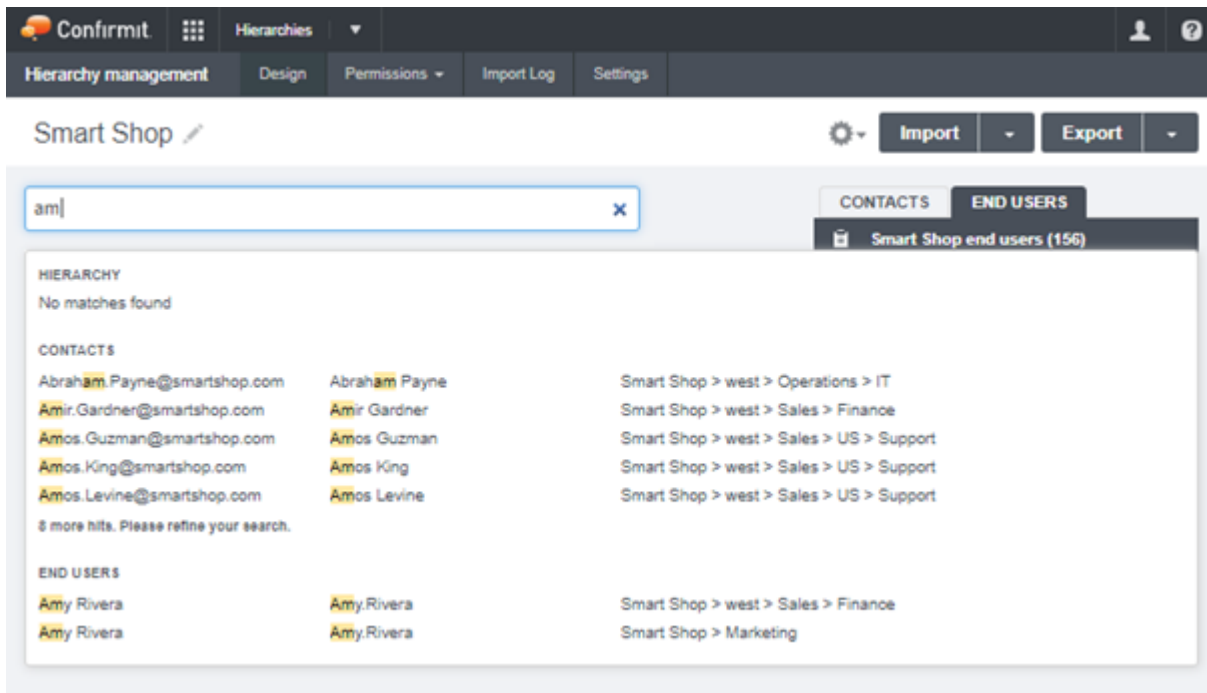 Confirmit. Hierarchies
Hierarchy management Design Permissions Import Log Settings
Smart Shop Import Export
am
CONTACTS END USERS
Smart Shop end users (156)
HIERARCHY
No matches found
CONTACTS
Abraham.Payne@smartshop.com Abraham Payne Smart Shop > west > Operations > IT
Amir.Gardner@smartshop.com Amir Gardner Smart Shop > west > Sales > Finance
Amos.Guzman@smartshop.com Amos Guzman Smart Shop > west > Sales > US > Support
Amos.King@smartshop.com Amos King Smart Shop > west > Sales > US > Support
Amos.Levine@smartshop.com Amos Levine Smart Shop > west > Sales > US > Support
8 more hits. Please refine your search.
END USERS
Amy Rivera Amy.Rivera Smart Shop > west > Sales > Finance
Amy Rivera Amy.Rivera Smart Shop > Marketing